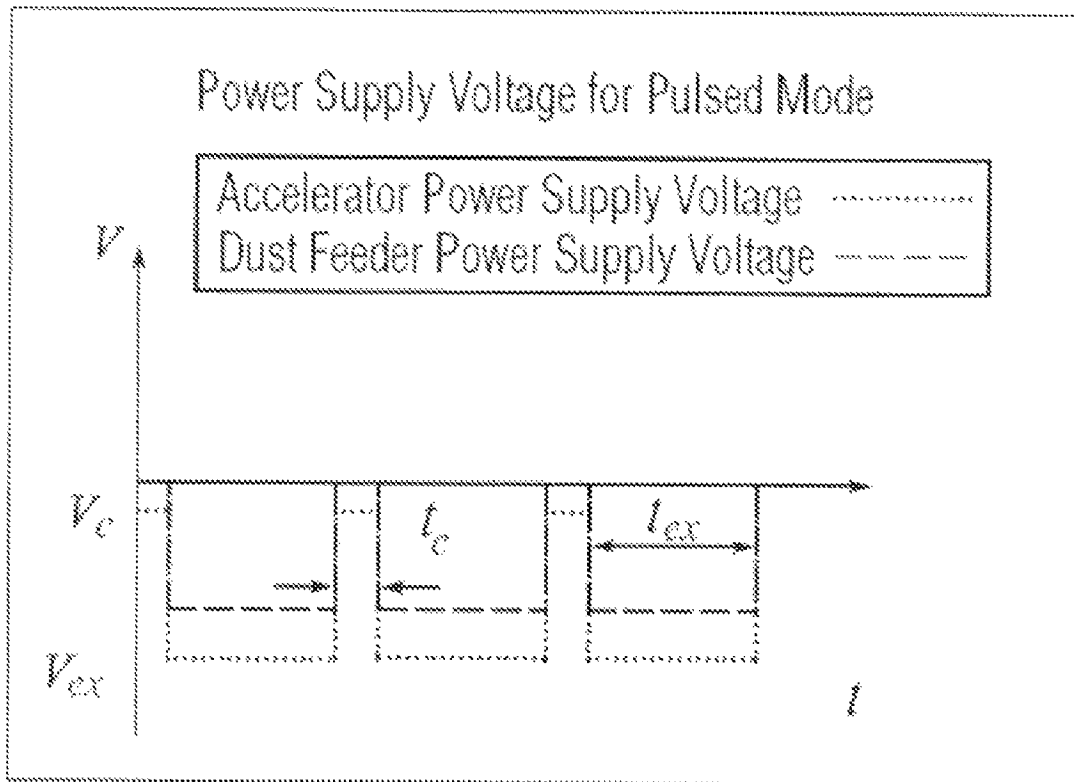 Power Supply Voltage for Pulsed Mode
Accelerator Power Supply Voltage
Dust Feeder Power Supply Voltage
V
V_c
t_c
t_ex
V_ex
t